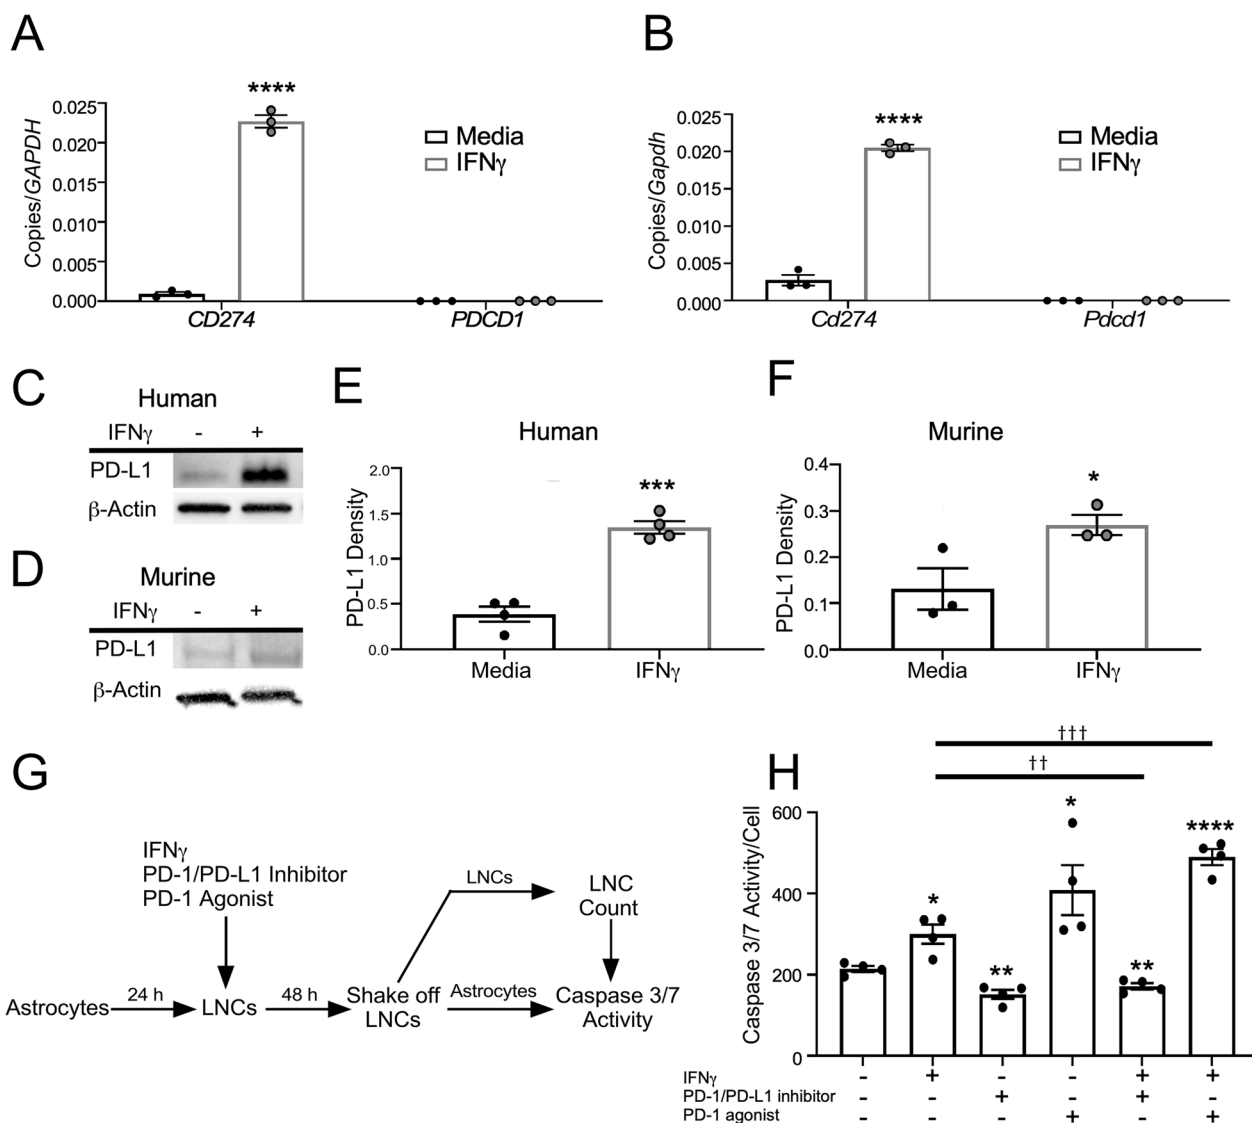 A
****
0.025
0.020
0.015
0.010
0.005
0.000
Copies/GAPDH
Media
IFNγ
CD274
PDCD1
B
****
0.025
0.020
0.015
0.010
0.005
0.000
Copies/Gapdh
Media
IFNγ
Cd274
Pdcd1
C
Human
IFNγ - +
PD-L1
β-Actin
D
Murine
IFNγ - +
PD-L1
β-Actin
E
Human
***
2.0
1.5
1.0
0.5
0.0
PD-L1 Density
Media
IFNγ
F
Murine
*
0.4
0.3
0.2
0.1
0.0
PD-L1 Density
Media
IFNγ
G
IFNγ
PD-1/PD-L1 Inhibitor
PD-1 Agonist
Astrocytes
24 h
LNCs
48 h
Shake off
LNCs
LNCs
LNC
Count
Astrocytes
Caspase 3/7
Activity
H
†††
††
600
400
200
0
Caspase 3/7 Activity/Cell
*
**
*
**
****
IFNγ - + - - + +
PD-1/PD-L1 inhibitor - - + - + -
PD-1 agonist - - - + - +